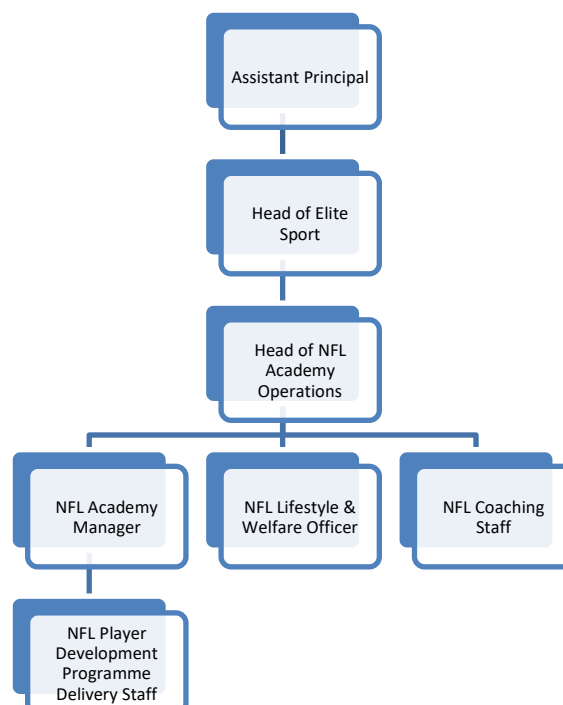 Assistant Principal
Head of Elite
Sport
Head of NFL
Academy
Operations
NFL Academy
Manager
NFL Lifestyle &
Welfare Officer
NFL Coaching
Staff
NFL Player
Development
Programme
Delivery Staff